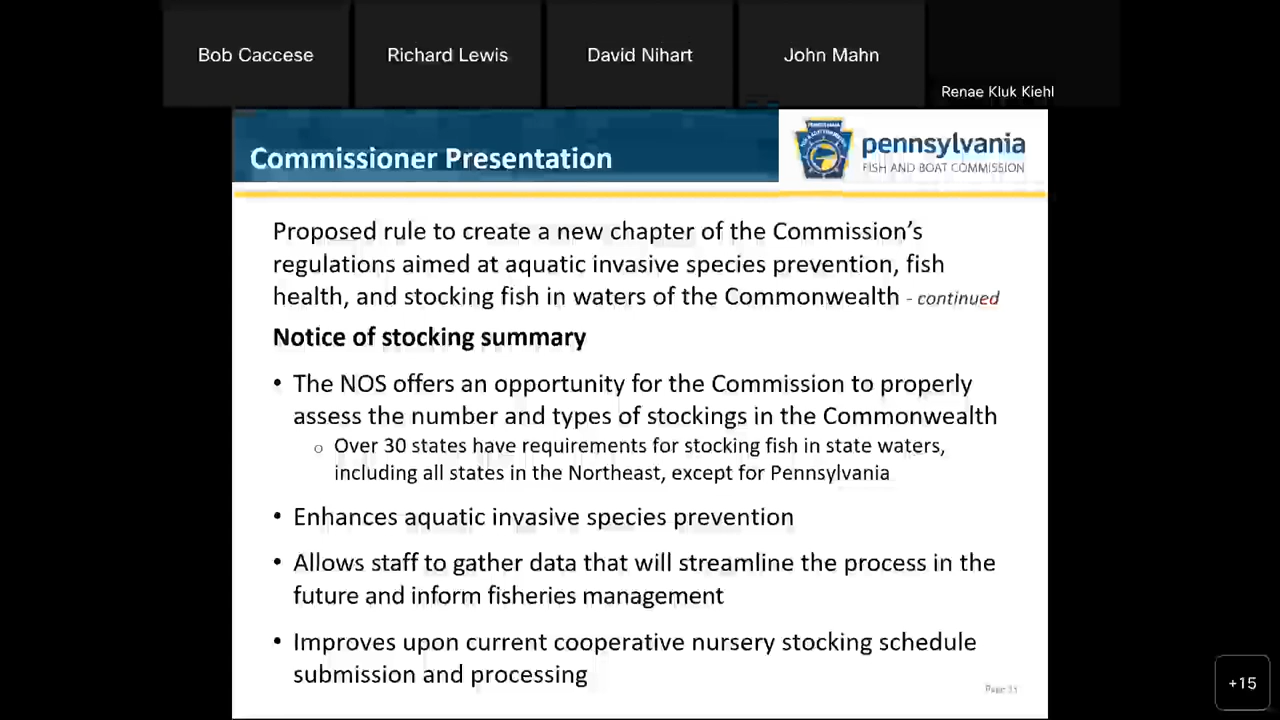 Bob Caccese
Richard Lewis
David Nihart
John Mahn
Renae Kluk Kiehl
Commissioner Presentation
pennsylvania
FISH AND BOAT COMMISSION
Proposed rule to create a new chapter of the Commission’s
regulations aimed at aquatic invasive species prevention, fish
health, and stocking fish in waters of the Commonwealth - continued
Notice of stocking summary
• The NOS offers an opportunity for the Commission to properly
assess the number and types of stockings in the Commonwealth
o Over 30 states have requirements for stocking fish in state waters,
including all states in the Northeast, except for Pennsylvania
• Enhances aquatic invasive species prevention
• Allows staff to gather data that will streamline the process in the
future and inform fisheries management
• Improves upon current cooperative nursery stocking schedule
submission and processing
Page
+15